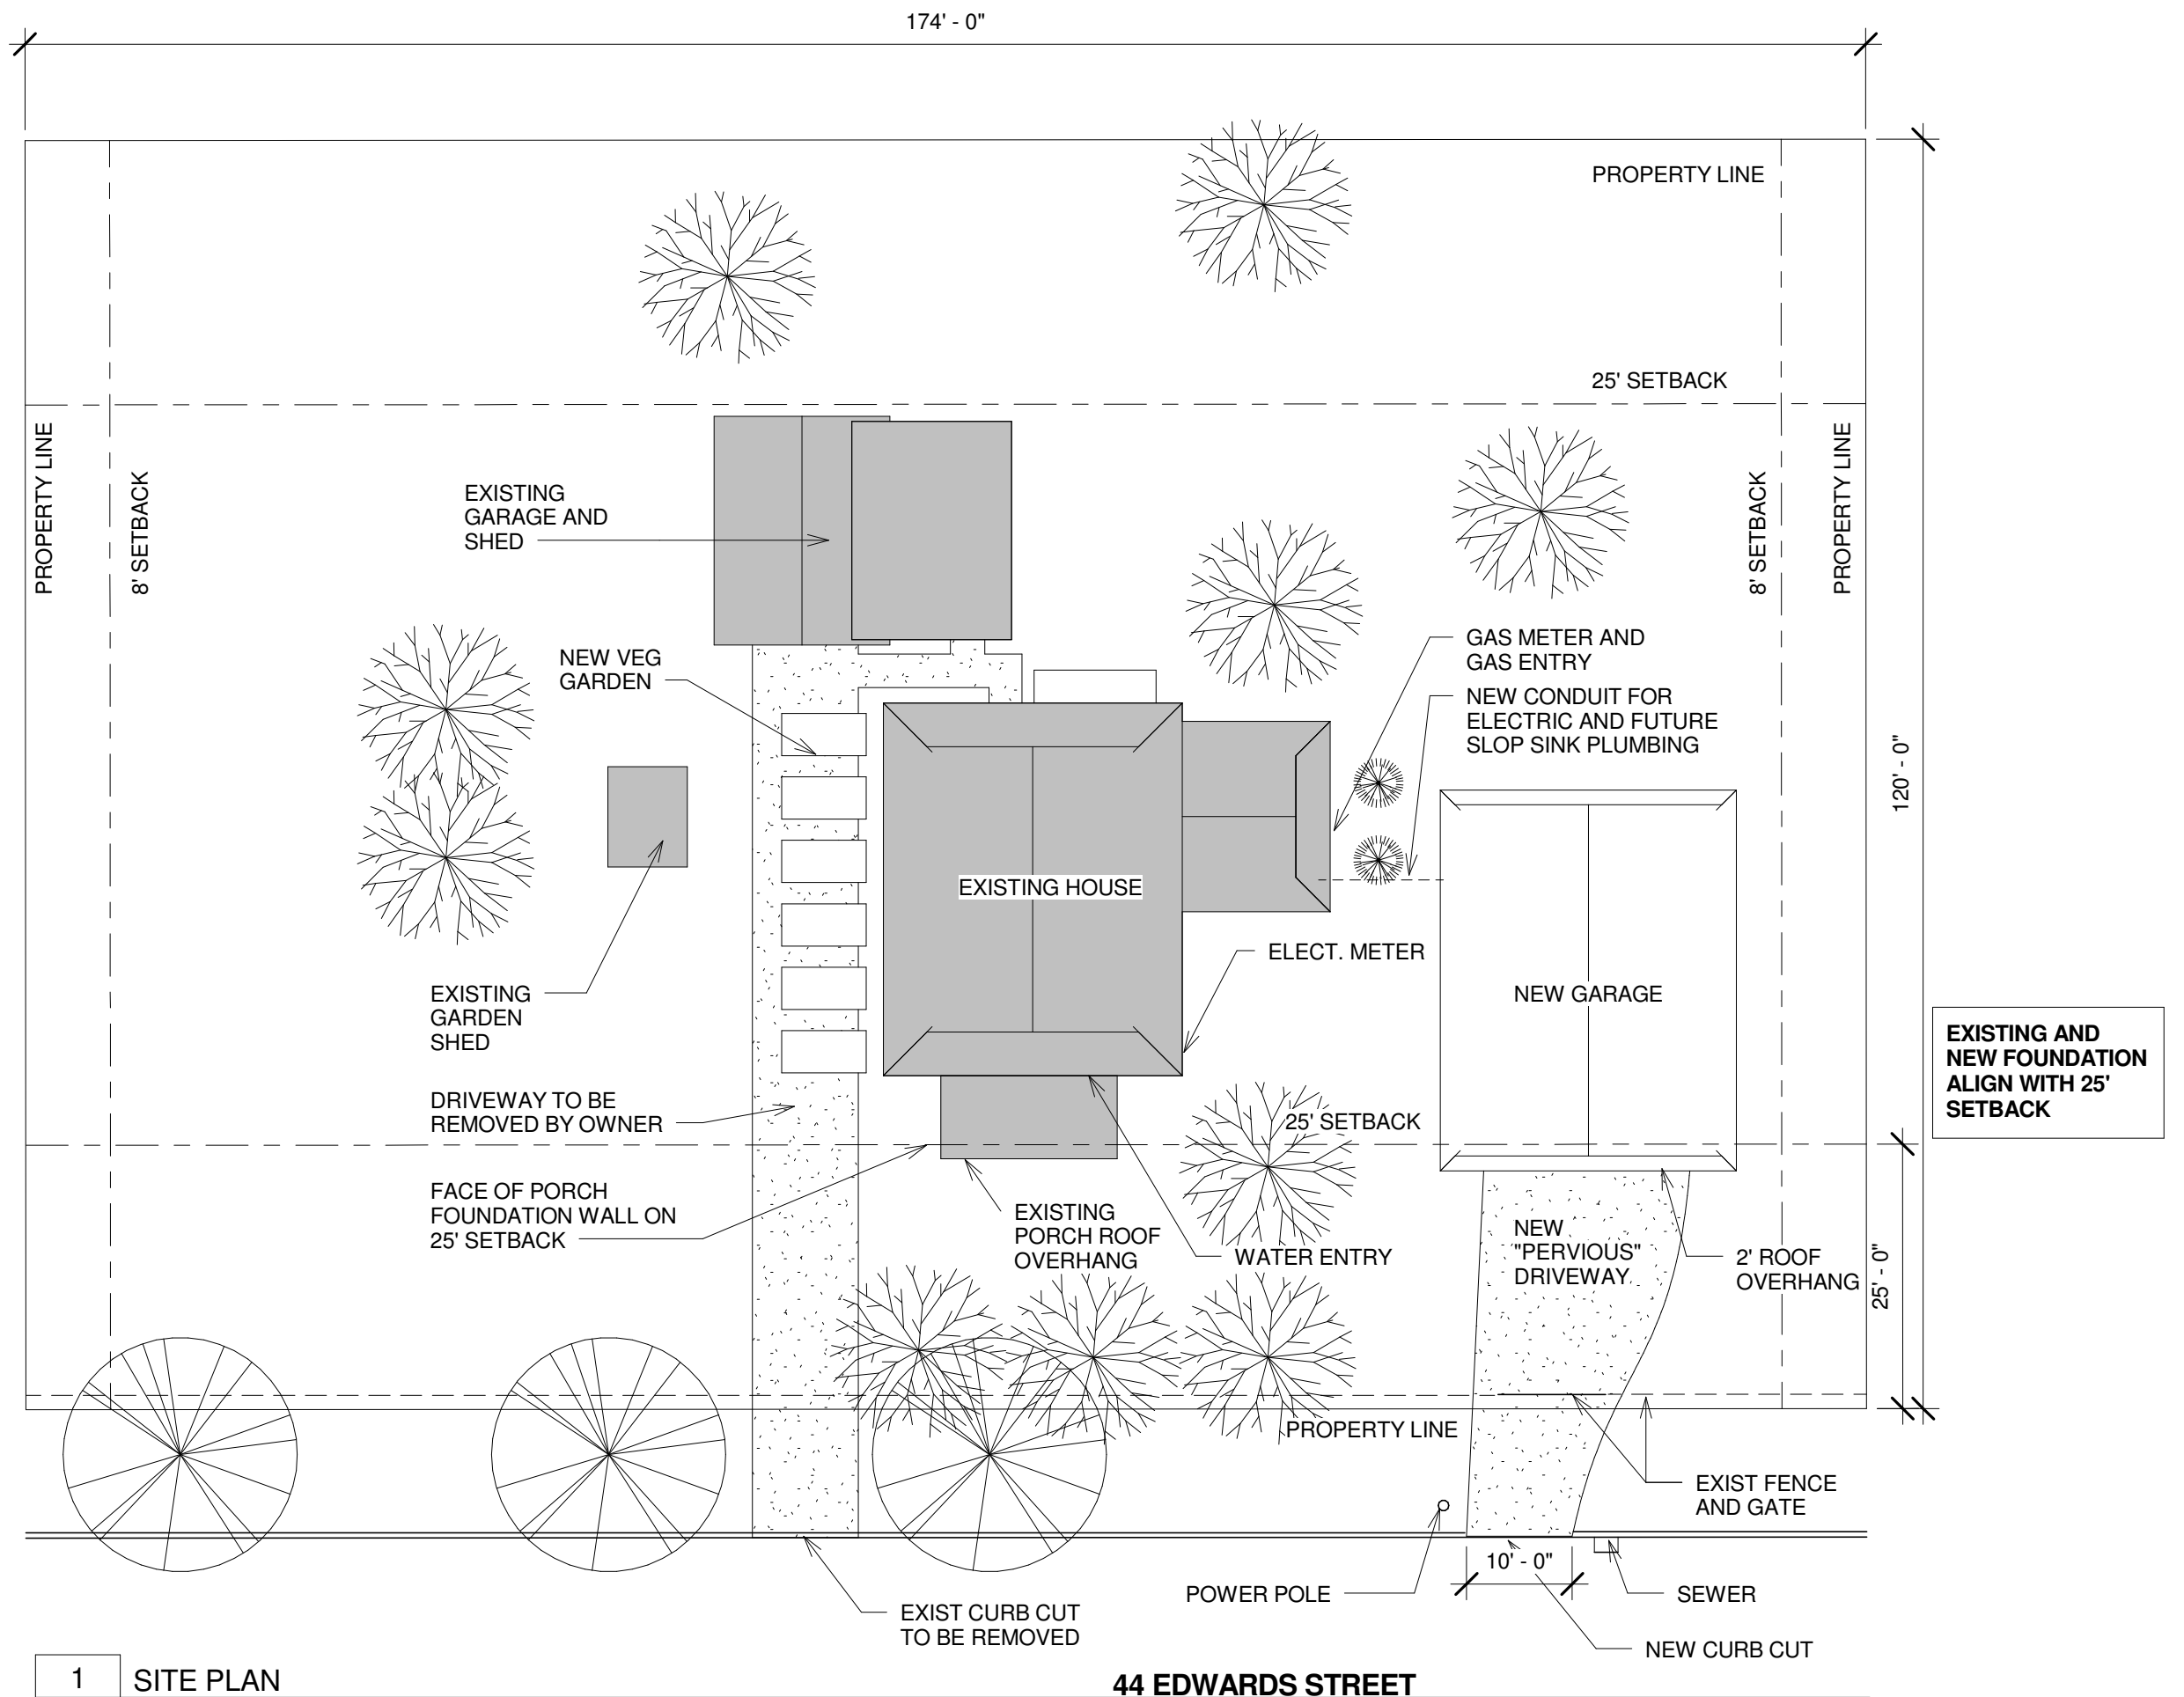 174' - 0"
PROPERTY LINE
25' SETBACK
PROPERTY LINE
8' SETBACK
EXISTING
GARAGE AND
SHED
8' SETBACK
PROPERTY LINE
NEW VEG
GARDEN
GAS METER AND
GAS ENTRY
NEW CONDUIT FOR
ELECTRIC AND FUTURE
SLOP SINK PLUMBING
120' - 0"
EXISTING HOUSE
ELECT. METER
EXISTING
GARDEN
SHED
NEW GARAGE
EXISTING AND
NEW FOUNDATION
ALIGN WITH 25'
SETBACK
DRIVEWAY TO BE
REMOVED BY OWNER
25' SETBACK
FACE OF PORCH
FOUNDATION WALL ON
25' SETBACK
EXISTING
PORCH ROOF
OVERHANG
WATER ENTRY
NEW
"PERVIOUS"
DRIVEWAY
2' ROOF
OVERHANG
25' - 0"
PROPERTY LINE
EXIST FENCE
AND GATE
10' - 0"
POWER POLE
SEWER
EXIST CURB CUT
TO BE REMOVED
NEW CURB CUT
1
SITE PLAN
44 EDWARDS STREET